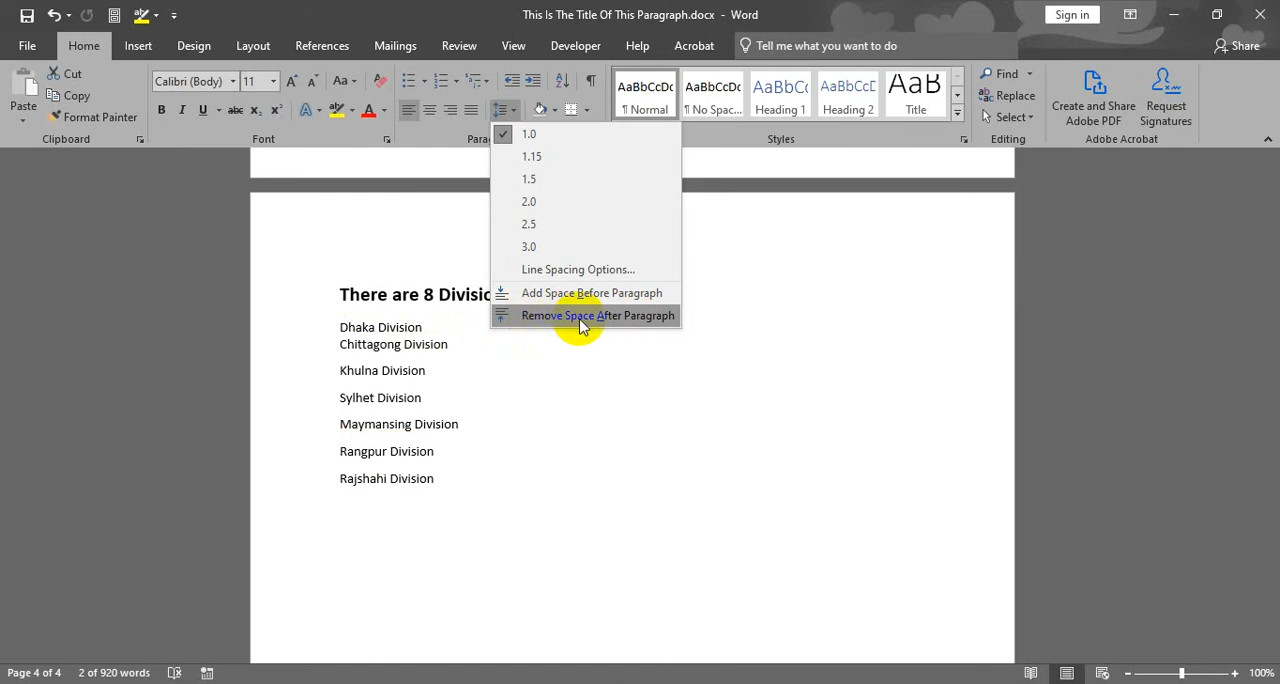 This Is The Title Of This Paragraph.docx - Word
Sign in
File Home Insert Design Layout References Mailings Review View Developer Help Acrobat Tell me what you want to do Share
Paste
Cut
Copy
Format Painter
Clipboard
Calibri (Body) 11
Font
AaBbCcDc
¶ Normal
AaBbCcDc
¶ No Spac...
AaBbCc
Heading 1
AaBbCcD
Heading 2
AaB
Title
Styles
Find
Replace
Select
Editing
Create and Share
Adobe PDF
Request
Signatures
Adobe Acrobat
1.0
1.15
1.5
2.0
2.5
3.0
Line Spacing Options...
Add Space Before Paragraph
Remove Space After Paragraph
There are 8
Dhaka Division
Chittagong Division
Khulna Division
Sylhet Division
Maymansing Division
Rangpur Division
Rajshahi Division
Page 4 of 4 2 of 920 words
100%